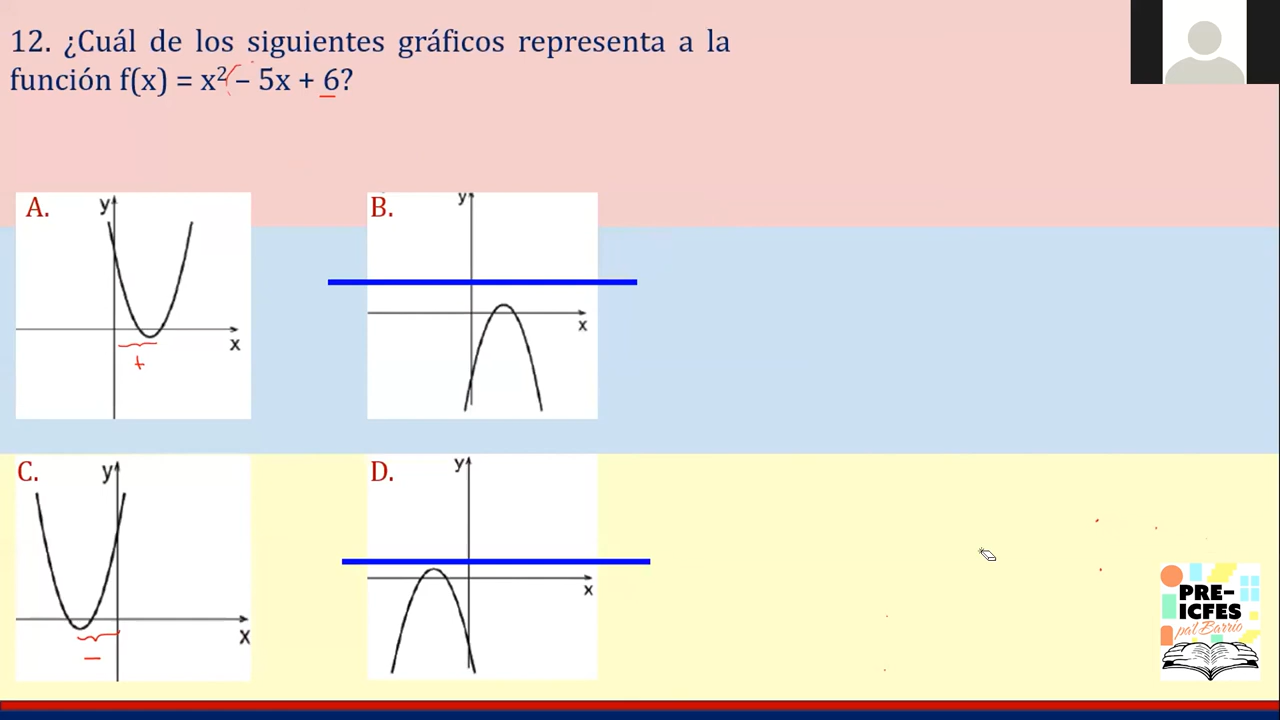 12. ¿Cuál de los siguientes gráficos representa a la
función f(x) = x² – 5x + 6?
A.
y
x
+
B.
y
x
C.
y
x
–
D.
y
x
PRE-
ICFES
pal Barrio